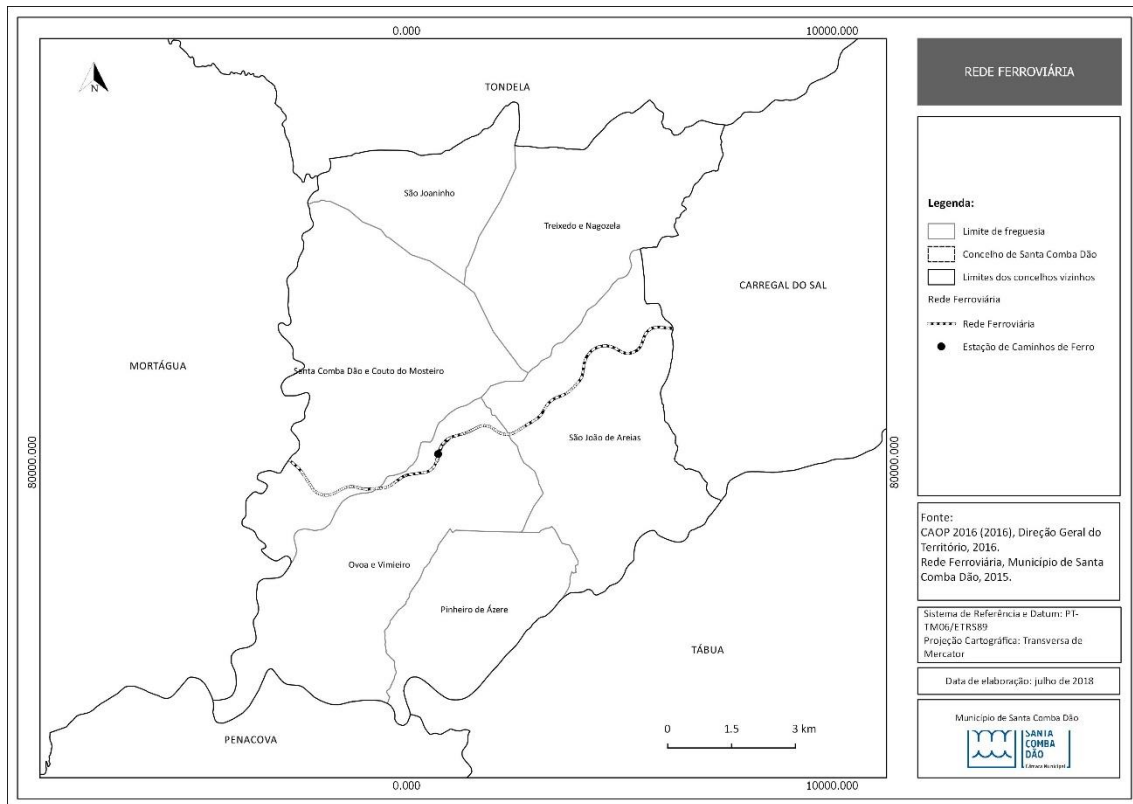 0.000
10000.000
REDE FERROVIÁRIA
N
TONDELA
São Joaninho
Treixedo e Nagozela
CARREGAL DO SAL
MORTÁGUA
Santa Comba Dão e Couto do Mosteiro
São João de Areias
80000.000
80000.000
Ovoa e Vimieiro
Pinheiro de Ázere
TÁBUA
PENACOVA
0
1.5
3 km
0.000
10000.000
Legenda:
Limite de freguesia
Concelho de Santa Comba Dão
Limites dos concelhos vizinhos
Rede Ferroviária
Rede Ferroviária
Estação de Caminhos de Ferro
Fonte:
CAOP 2016 (2016), Direção Geral do
Território, 2016.
Rede Ferroviária, Município de Santa
Comba Dão, 2015.
Sistema de Referência e Datum: PT-
TM06/ETRS89
Projeção Cartográfica: Transversa de
Mercator
Data de elaboração: julho de 2018
Município de Santa Comba Dão
SANTA
COMBA
DÃO
Câmara Municipal